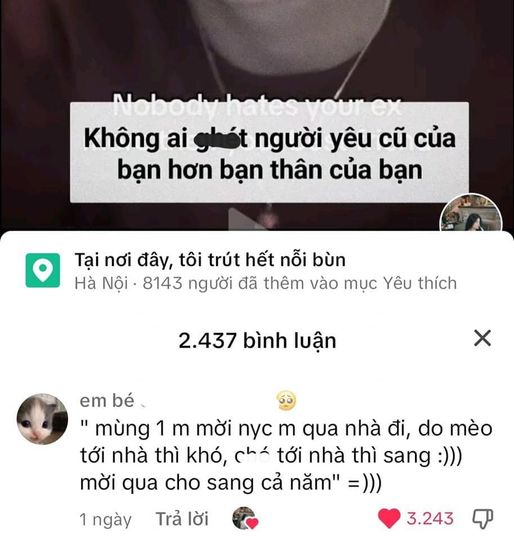 Nobody hates your ex
Không ai ghét người yêu cũ của
bạn hơn bạn thân của bạn
Tại nơi đây, tôi trút hết nỗi bùn
Hà Nội · 8143 người đã thêm vào mục Yêu thích
2.437 bình luận
em bé 🥺
" mùng 1 m mời nyc m qua nhà đi, do mèo
tới nhà thì khó, chó tới nhà thì sang :)))
mời qua cho sang cả năm" =)))
1 ngày Trả lời 3.243